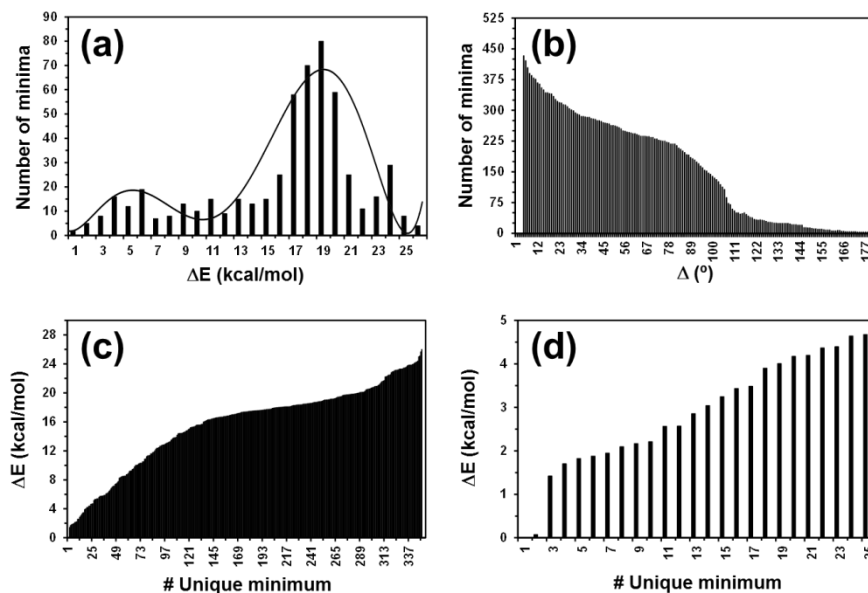 (a)
Number of minima
90
80
70
60
50
40
30
20
10
0
1 3 5 7 9 11 13 15 17 19 21 23 25
ΔE (kcal/mol)
(b)
Number of minima
525
450
375
300
225
150
75
0
1 12 23 34 45 56 67 78 89 100 111 122 133 144 155 166 177
Δ (º)
(c)
ΔE (kcal/mol)
28
24
20
16
12
8
4
0
1 25 49 73 97 121 145 169 193 217 241 265 289 313 337
# Unique minimum
(d)
ΔE (kcal/mol)
5
4
3
2
1
0
1 3 5 7 9 11 13 15 17 19 21 23 25
# Unique minimum